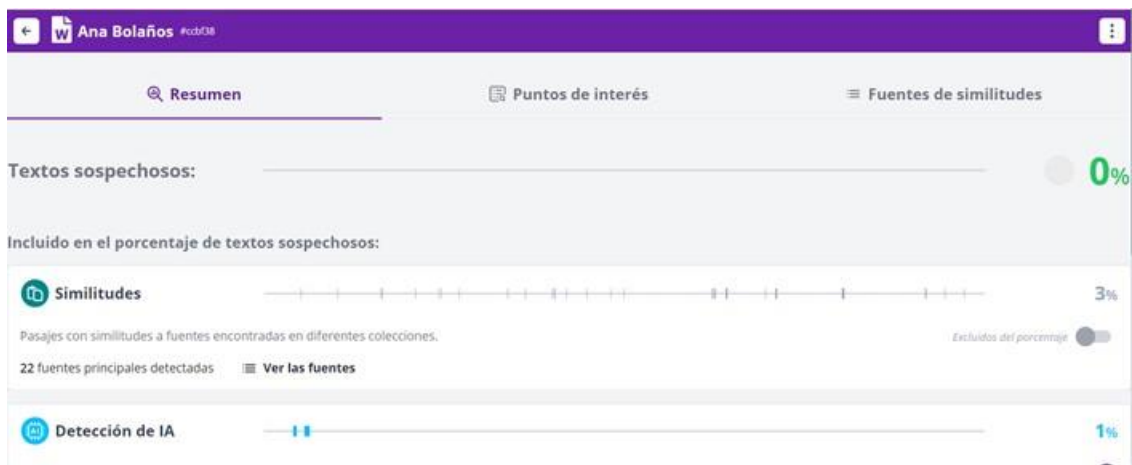 Ana Bolaños #ccbf38
Resumen
Puntos de interés
Fuentes de similitudes
Textos sospechosos:
0%
Incluido en el porcentaje de textos sospechosos:
Similitudes
3%
Pasajes con similitudes a fuentes encontradas en diferentes colecciones.
Excluidos del porcentaje
22 fuentes principales detectadas
Ver las fuentes
AI
Detección de IA
1%